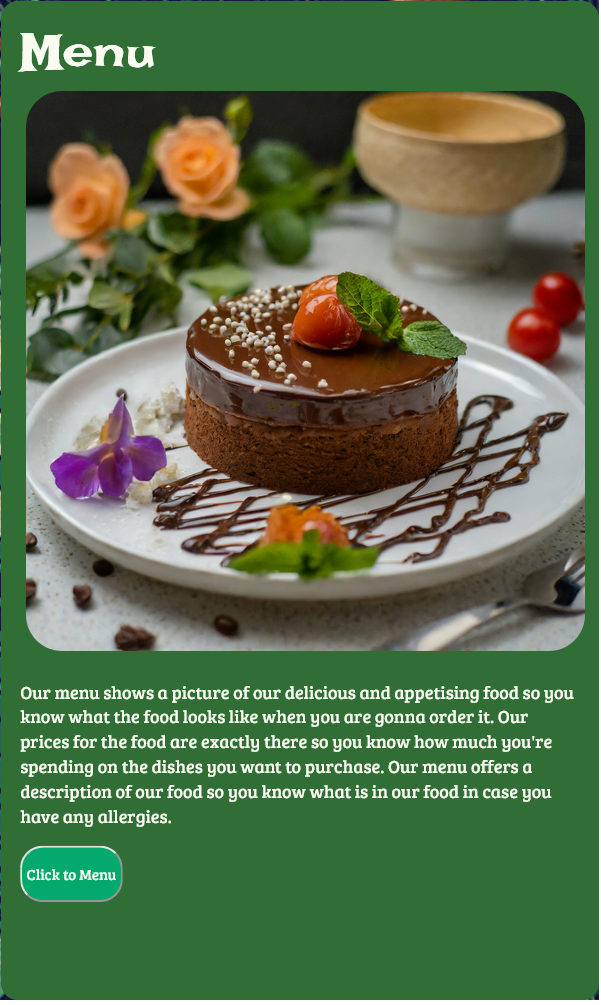 Menu
Our menu shows a picture of our delicious and appetising food so you
know what the food looks like when you are gonna order it. Our
prices for the food are exactly there so you know how much you're
spending on the dishes you want to purchase. Our menu offers a
description of our food so you know what is in our food in case you
have any allergies.
Click to Menu